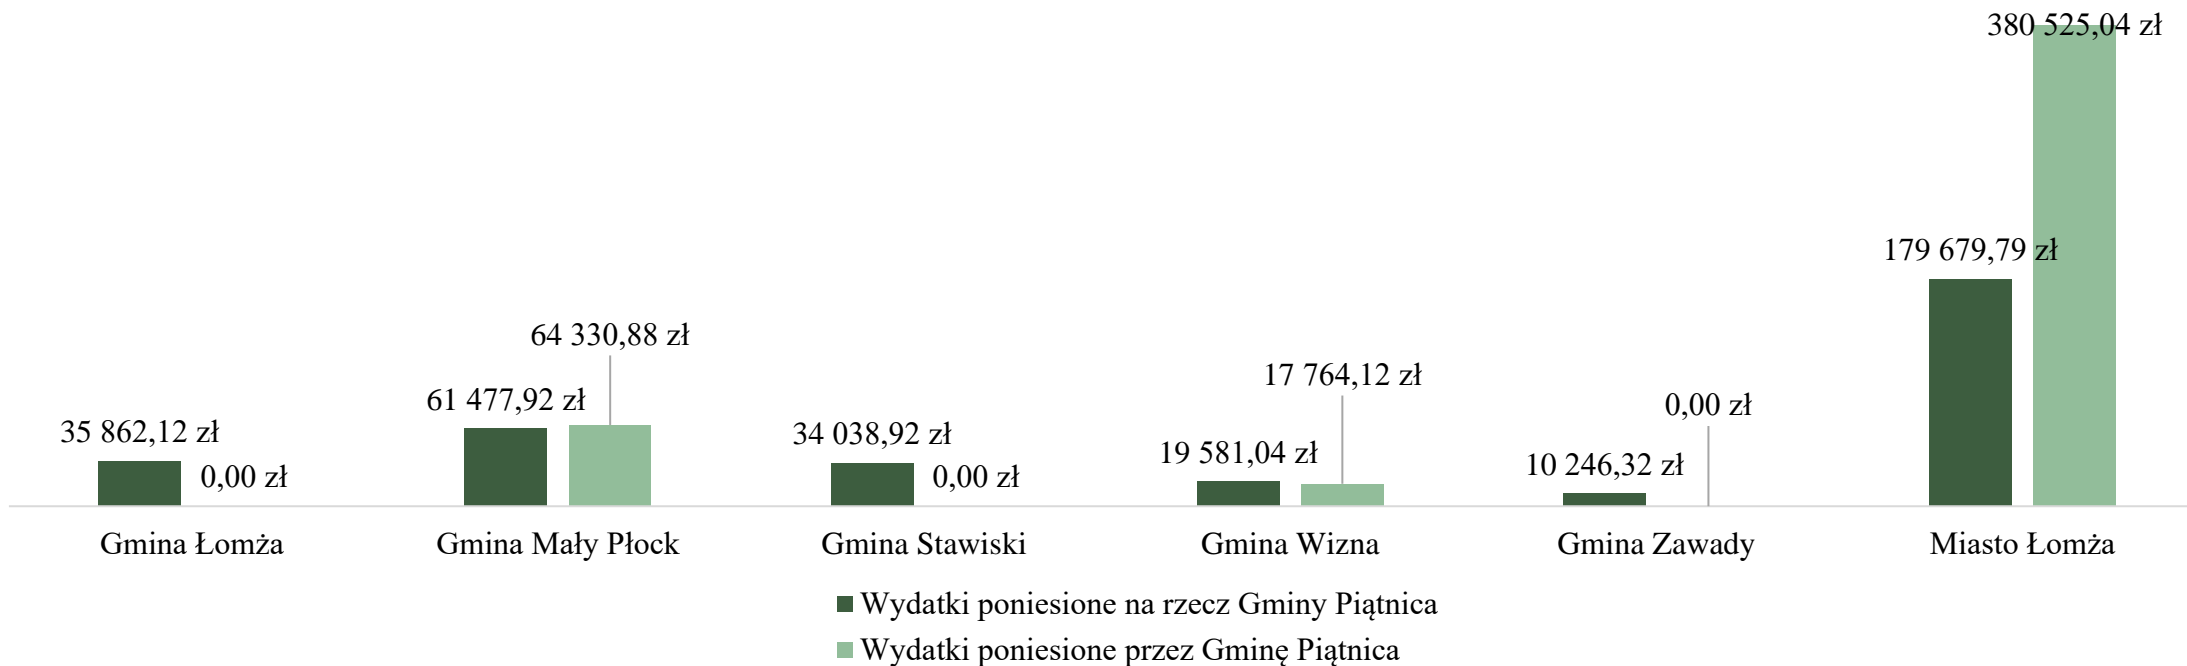 380 525,04 zł
179 679,79 zł
64 330,88 zł
17 764,12 zł
61 477,92 zł
0,00 zł
35 862,12 zł
34 038,92 zł
19 581,04 zł
10 246,32 zł
0,00 zł
0,00 zł
Gmina Łomża
Gmina Mały Płock
Gmina Stawiski
Gmina Wizna
Gmina Zawady
Miasto Łomża
Wydatki poniesione na rzecz Gminy Piątnica
Wydatki poniesione przez Gminę Piątnica